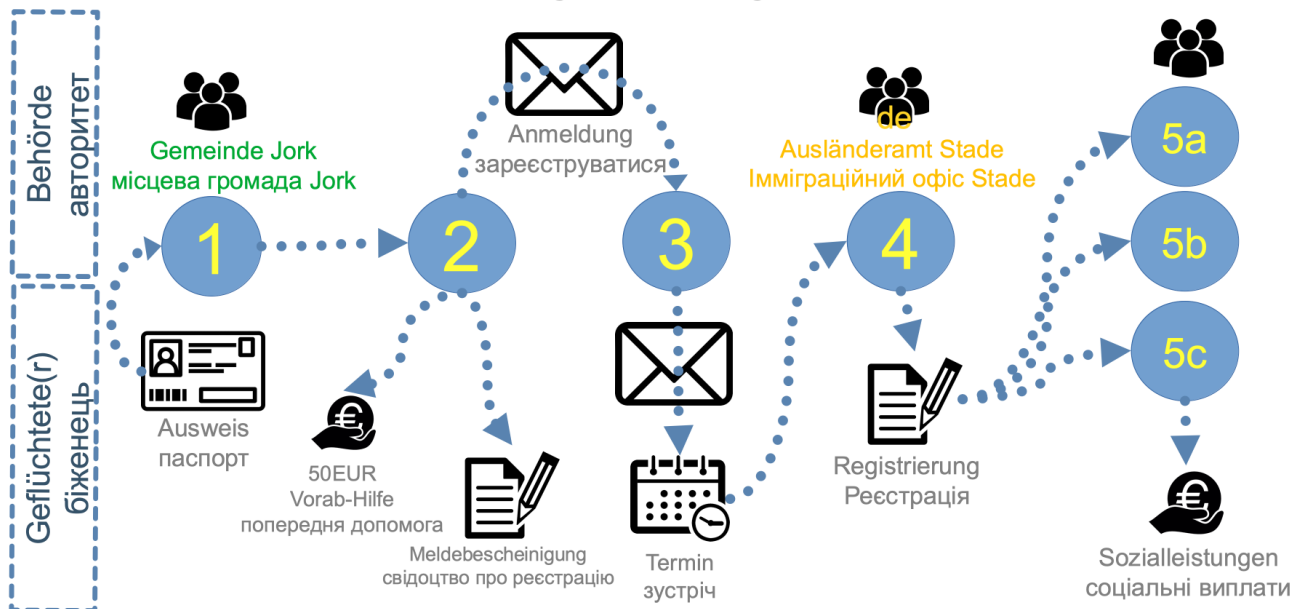 Behörde
авторитет
Geflüchtete(r)
біженець
Gemeinde Jork
місцева громада Jork
1
Ausweis
паспорт
2
50EUR
Vorab-Hilfe
попередня допомога
Meldebescheinigung
свідоцтво про реєстрацію
Anmeldung
зареєструватися
3
Termin
зустріч
de
Ausländeramt Stade
Імміграційний офіс Stade
4
Registrierung
Реєстрація
5a
5b
5c
Sozialleistungen
соціальні виплати